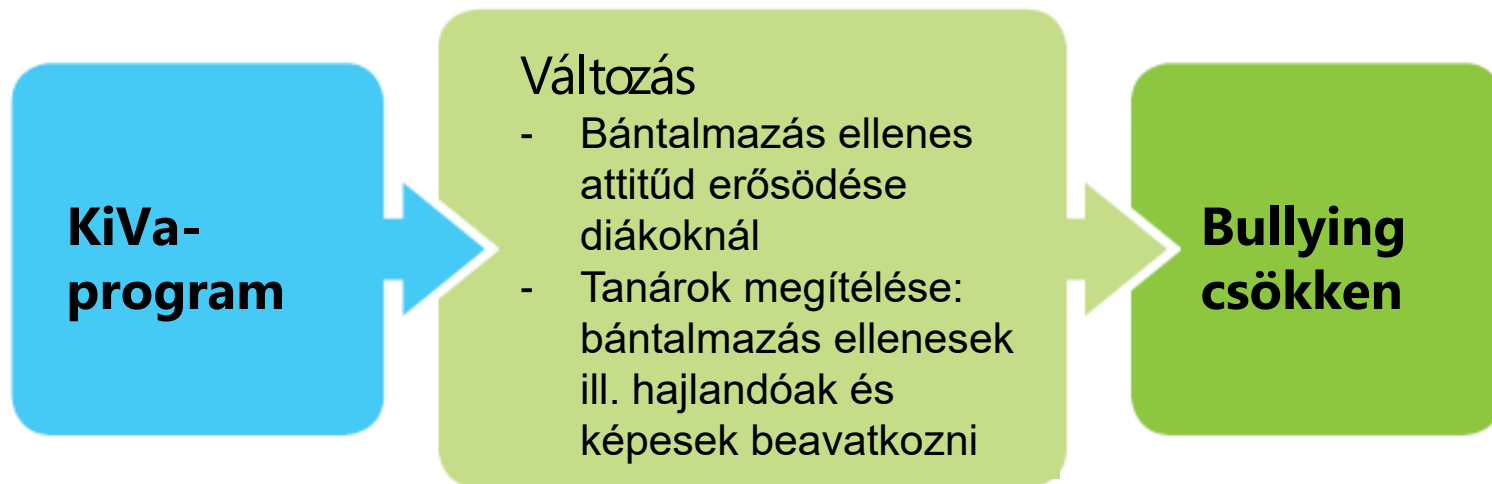 KiVa-
program
Változás
- Bántalmazás ellenes
attitűd erősödése
diákoknál
- Tanárok megítélése:
bántalmazás ellenesek
ill. hajlandóak és
képesek beavatkozni
Bullying
csökken